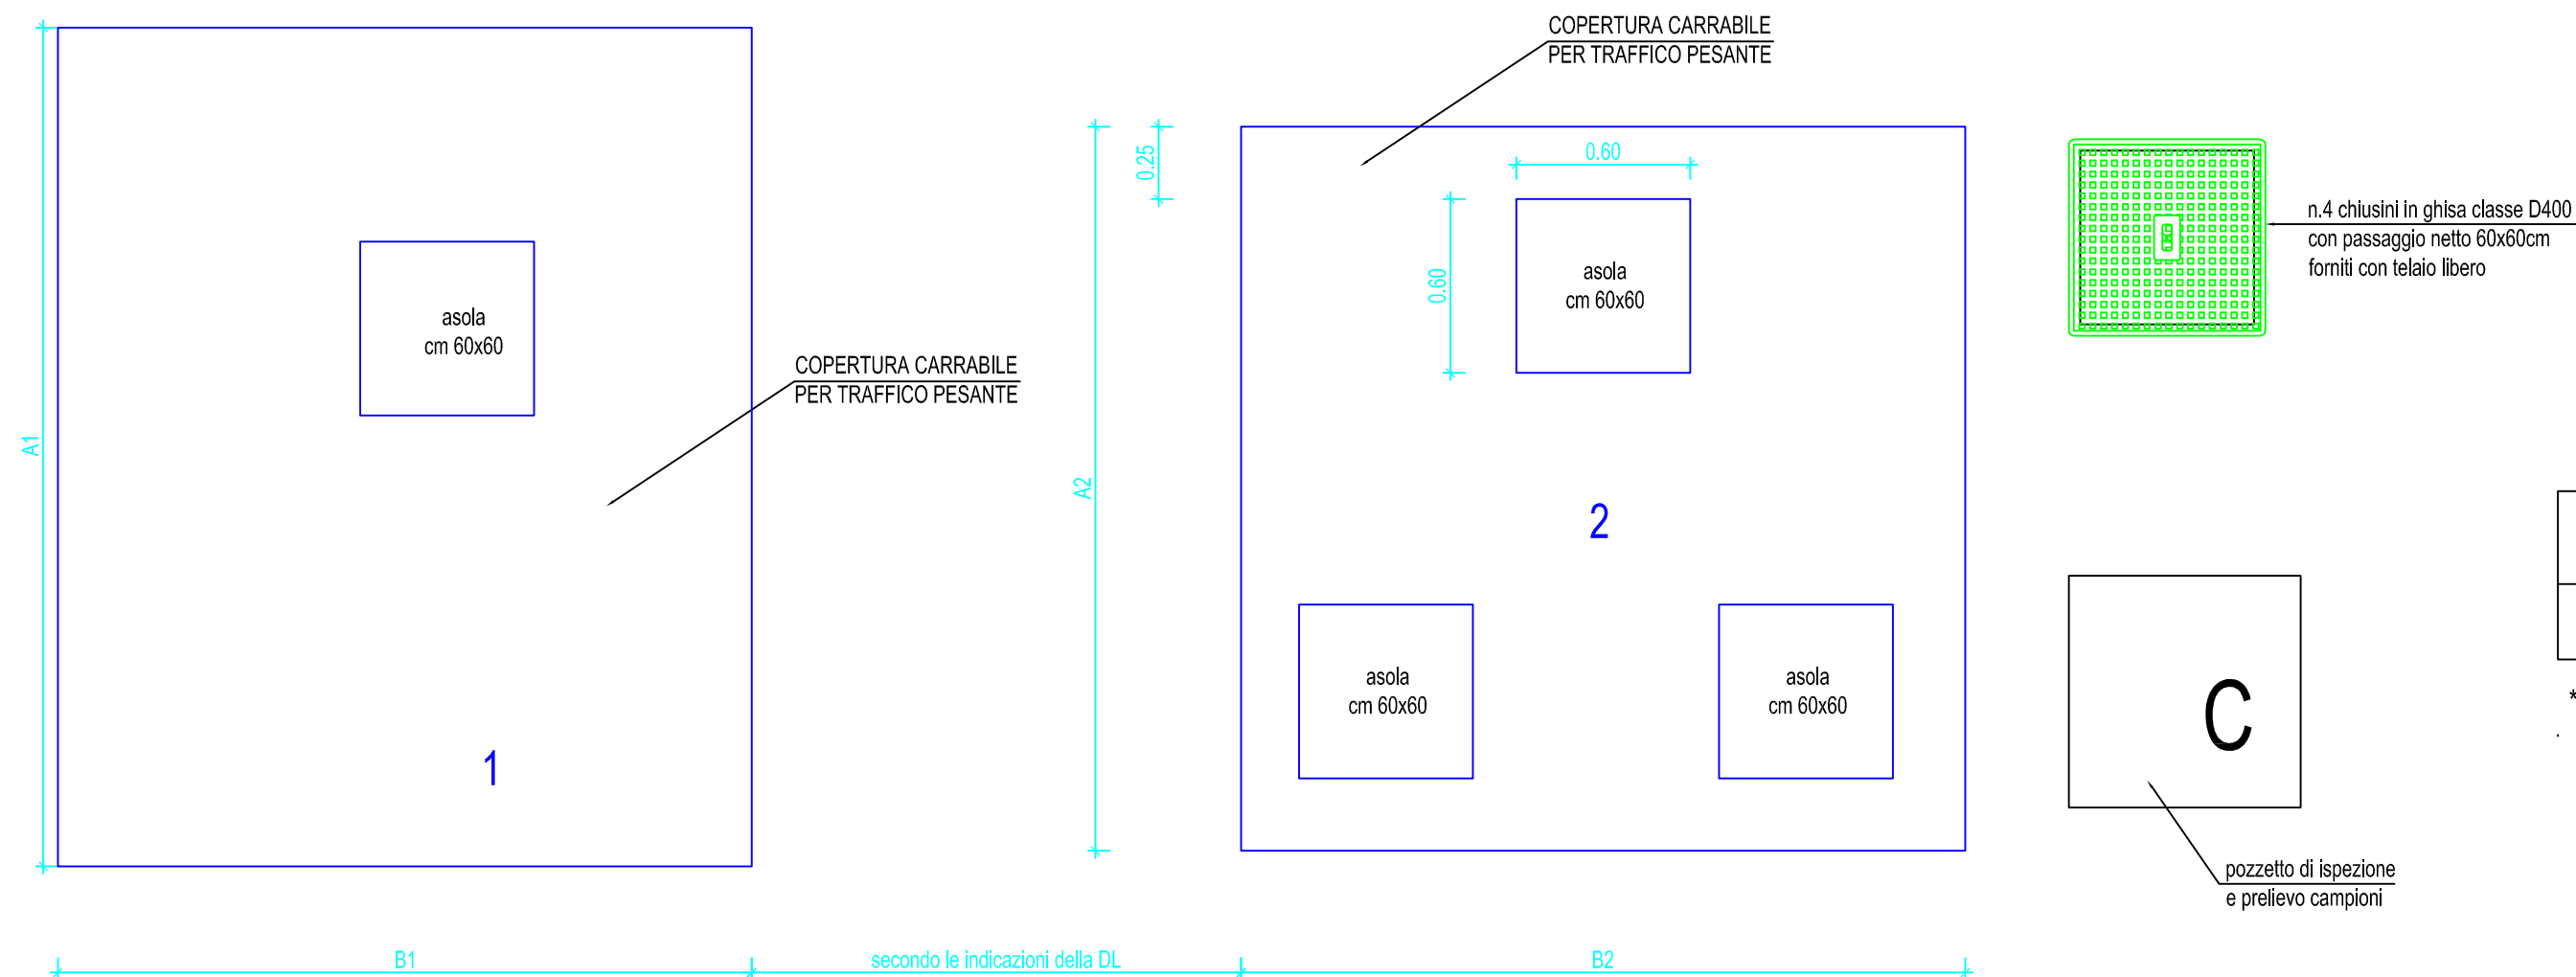 COPERTURA CARRABILE
PER TRAFFICO PESANTE
0.25
0.60
0.60
asola
cm 60x60
n.4 chiusini in ghisa classe D400
con passaggio netto 60x60cm
forniti con telaio libero
asola
cm 60x60
COPERTURA CARRABILE
PER TRAFFICO PESANTE
A1
A2
2
asola
cm 60x60
asola
cm 60x60
C
*
.
1
pozzetto di ispezione
e prelievo campioni
B1
secondo le indicazioni della DL
B2